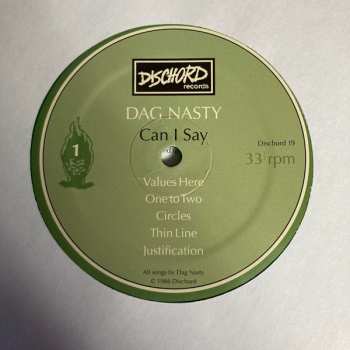 DISCHORD
records
DAG NASTY
Can I Say
Dischord 19
1
33 rpm
Values Here
One to Two
Circles
Thin Line
Justification
All songs by Dag Nasty
© 1986 Dischord